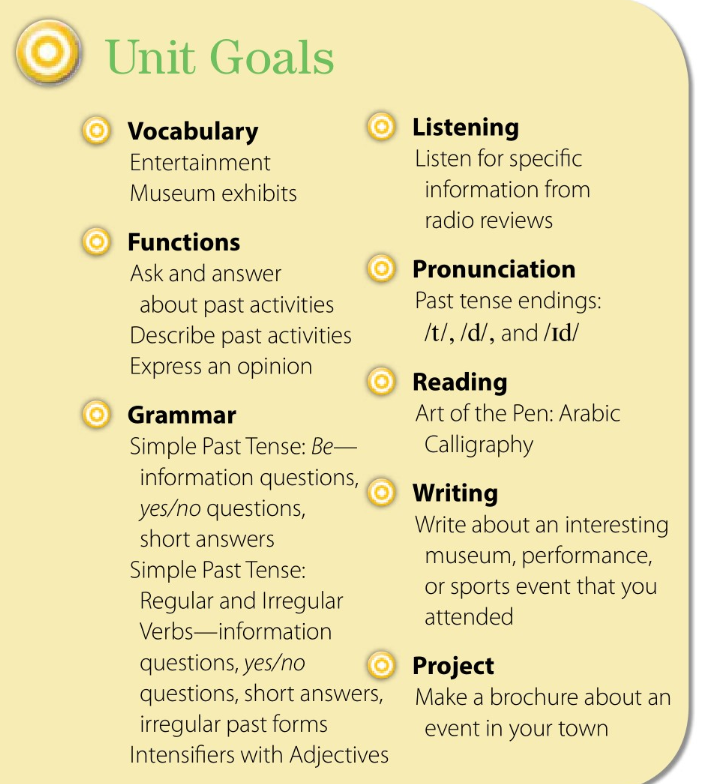 Unit Goals
Vocabulary
Entertainment
Museum exhibits
Functions
Ask and answer
about past activities
Describe past activities
Express an opinion
Grammar
Simple Past Tense: Be—
information questions,
yes/no questions,
short answers
Simple Past Tense:
Regular and Irregular
Verbs—information
questions, yes/no
questions, short answers,
irregular past forms
Intensifiers with Adjectives
Listening
Listen for specific
information from
radio reviews
Pronunciation
Past tense endings:
/t/, /d/, and /ɪd/
Reading
Art of the Pen: Arabic
Calligraphy
Writing
Write about an interesting
museum, performance,
or sports event that you
attended
Project
Make a brochure about an
event in your town